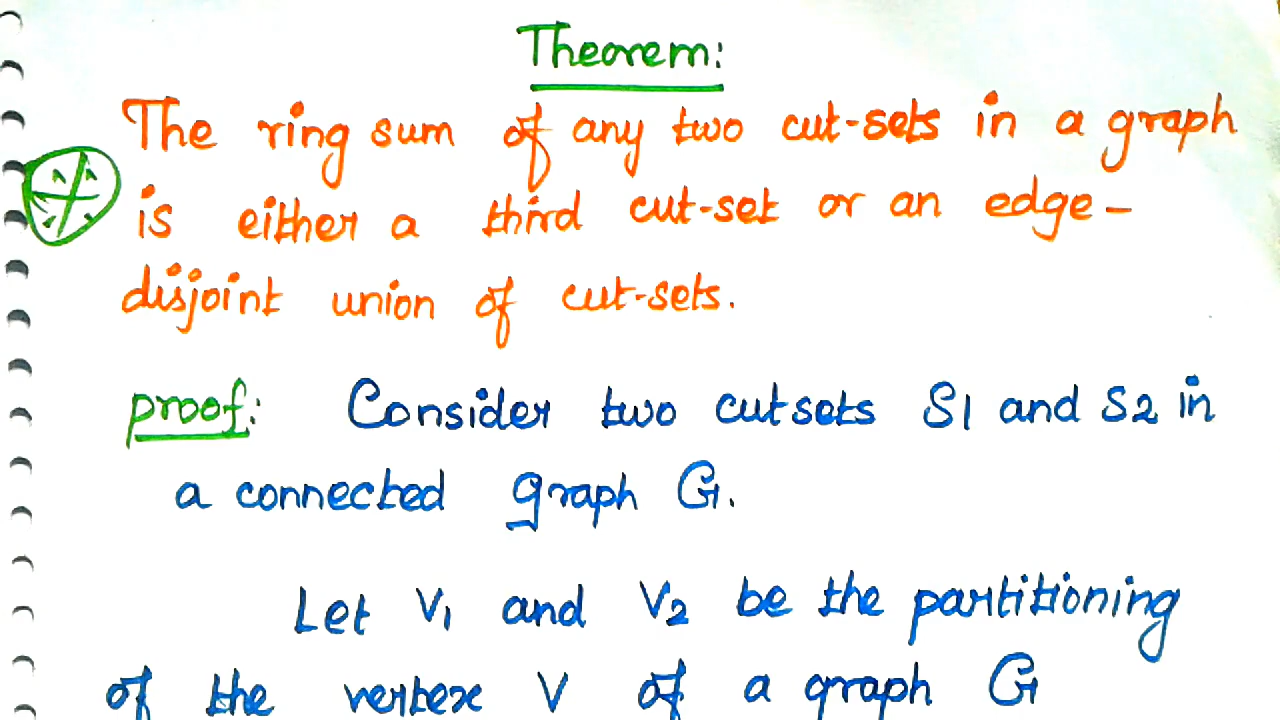 Theorem:
The ring sum of any two cut-sets in a graph
is either a third cut-set or an edge-
disjoint union of cut-sets.
proof: Consider two cutsets S1 and S2 in
a connected graph G.
Let V1 and V2 be the partitioning
of the vertex V of a graph G